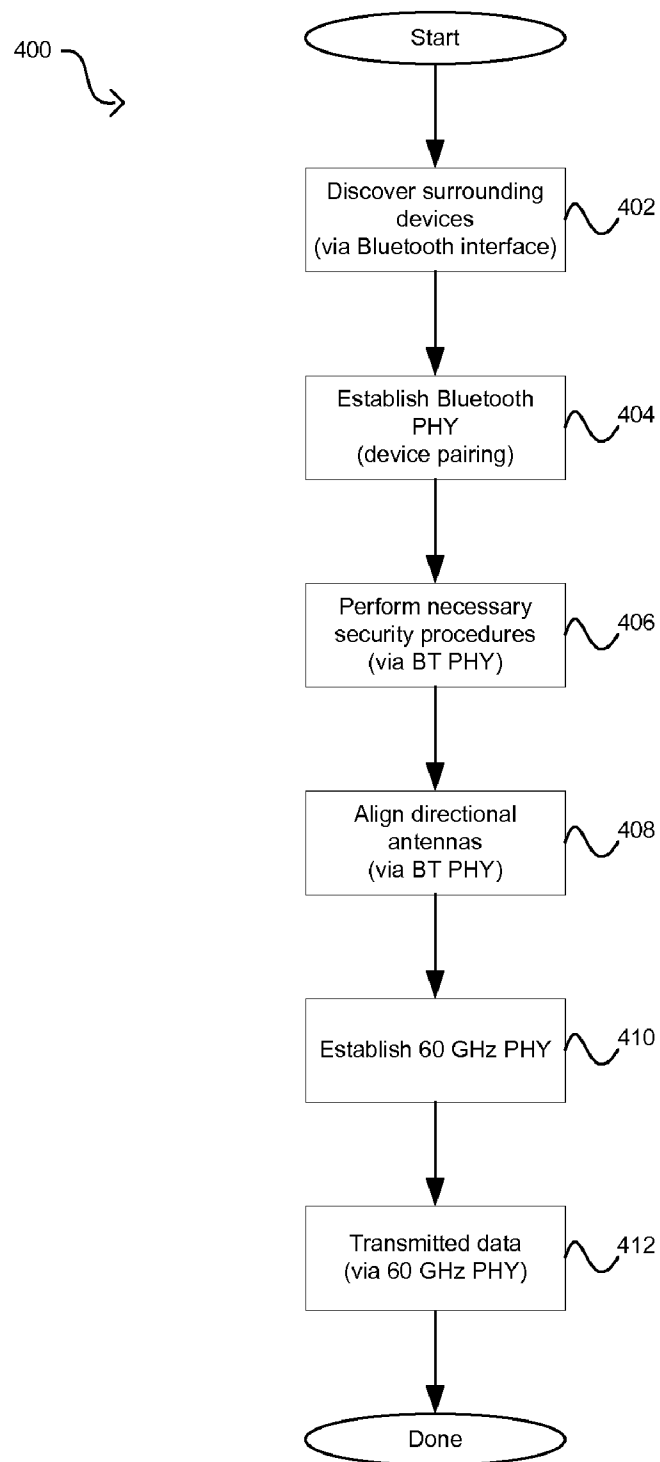 400
Start
Discover surrounding
devices
(via Bluetooth interface)
402
Establish Bluetooth
PHY
(device pairing)
404
Perform necessary
security procedures
(via BT PHY)
406
Align directional
antennas
(via BT PHY)
408
Establish 60 GHz PHY
410
Transmitted data
(via 60 GHz PHY)
412
Done